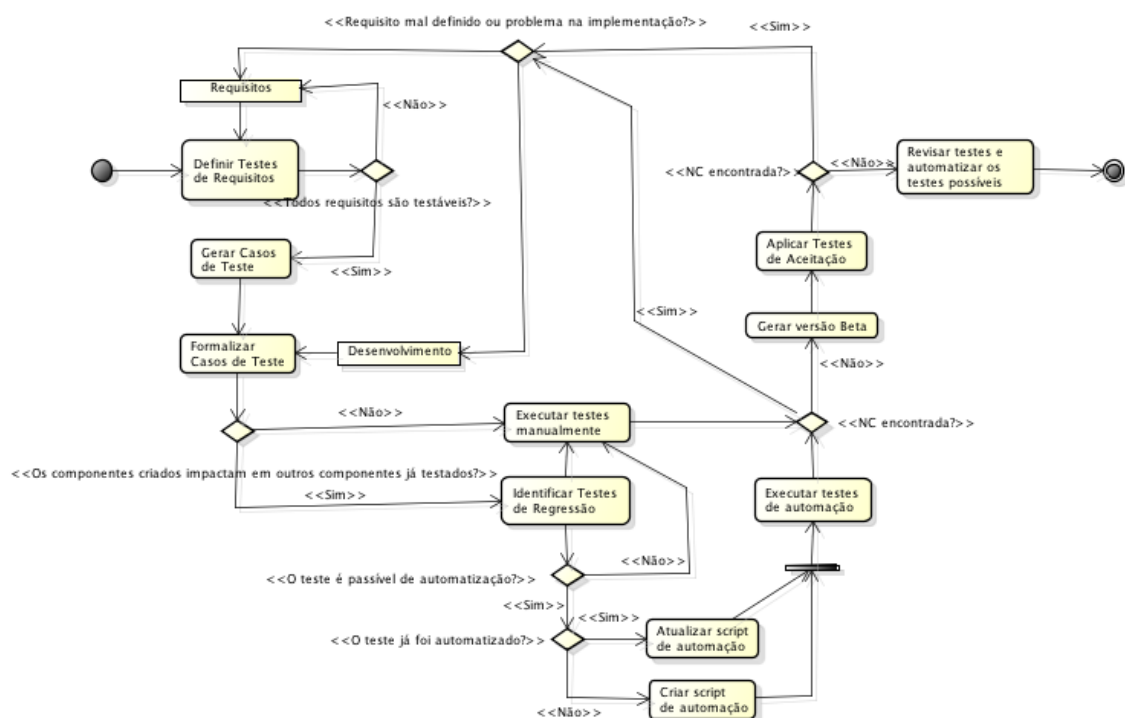 <<Requisito mal definido ou problema na implementação?>>
<<Sim>>
Requisitos
<<Não>>
Definir Testes
de Requisitos
<<Todos requisitos são testáveis?>>
<<NC encontrada?>>
<<Não>>
Revisar testes e
automatizar os
testes possíveis
Gerar Casos
de Teste
<<Sim>>
Aplicar Testes
de Aceitação
<<Sim>>
Gerar versão Beta
Formalizar
Casos de Teste
Desenvolvimento
<<Não>>
<<Não>>
Executar testes
manualmente
<<NC encontrada?>>
<<Os componentes criados impactam em outros componentes já testados?>>
<<Sim>>
Identificar Testes
de Regressão
Executar testes
de automação
<<Não>>
<<O teste é passível de automatização?>>
<<Sim>>
<<Sim>>
<<O teste já foi automatizado?>>
Atualizar script
de automação
Criar script
de automação
<<Não>>